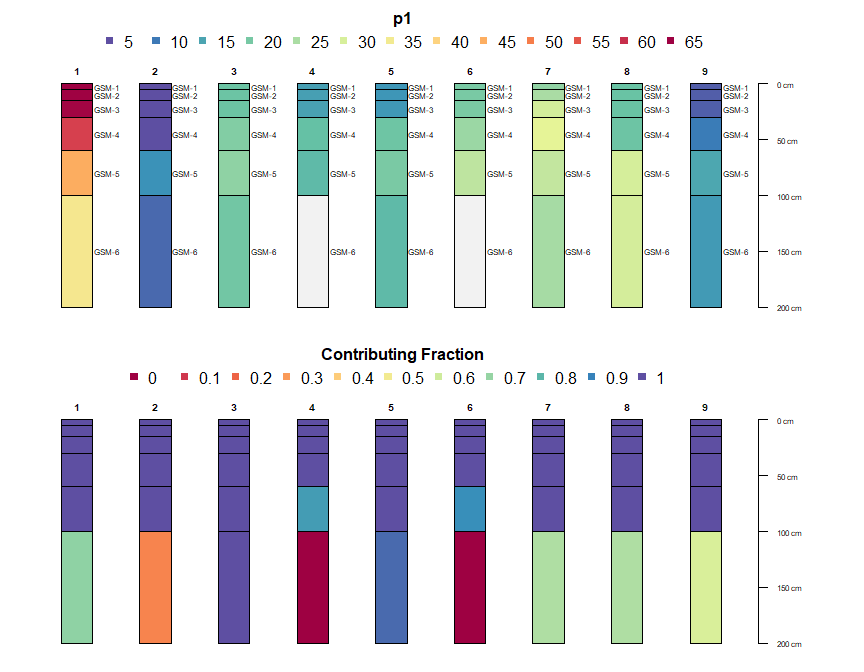 p1
5 10 15 20 25 30 35 40 45 50 55 60 65
1 2 3 4 5 6 7 8 9
GSM-1 GSM-1 GSM-1 GSM-1 GSM-1 GSM-1 GSM-1 GSM-1 GSM-1 0 cm
GSM-2 GSM-2 GSM-2 GSM-2 GSM-2 GSM-2 GSM-2 GSM-2 GSM-2
GSM-3 GSM-3 GSM-3 GSM-3 GSM-3 GSM-3 GSM-3 GSM-3 GSM-3
GSM-4 GSM-4 GSM-4 GSM-4 GSM-4 GSM-4 GSM-4 GSM-4 GSM-4
50 cm
GSM-5 GSM-5 GSM-5 GSM-5 GSM-5 GSM-5 GSM-5 GSM-5 GSM-5
100 cm
GSM-6 GSM-6 GSM-6 GSM-6 GSM-6 GSM-6 GSM-6 GSM-6 GSM-6 150 cm
200 cm
Contributing Fraction
0 0.1 0.2 0.3 0.4 0.5 0.6 0.7 0.8 0.9 1
1 2 3 4 5 6 7 8 9
0 cm
50 cm
100 cm
150 cm
200 cm